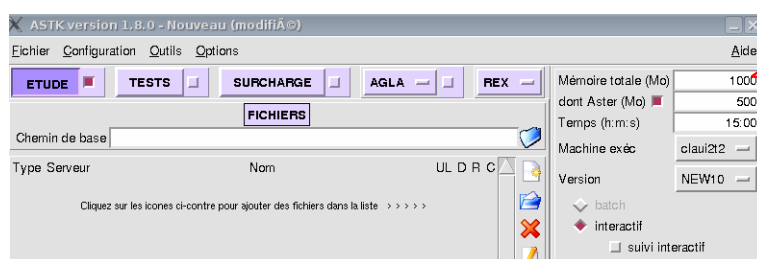 ASTK version 1.8.0 - Nouveau (modifiÃ©)
Fichier Configuration Outils Options Aide
ETUDE TESTS SURCHARGE AGLA REX
FICHIERS
Chemin de base
Type Serveur Nom UL D R C
Cliquez sur les icones ci-contre pour ajouter des fichiers dans la liste > > > > >
Mémoire totale (Mo) 1000
dont Aster (Mo) 500
Temps (h:m:s) 15:00
Machine exéc claui2t2
Version NEW10
batch
interactif
suivi interactif